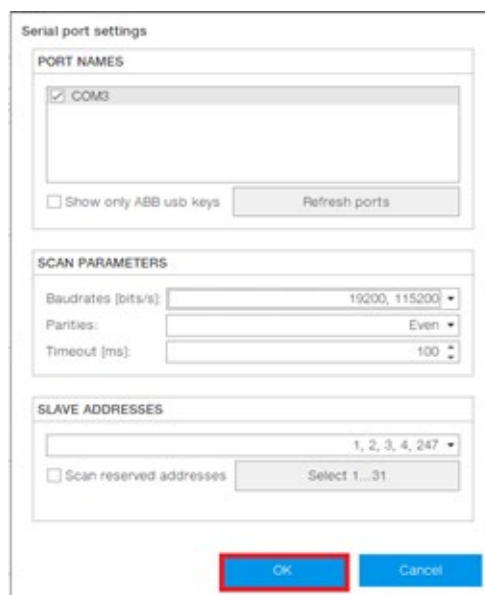 Serial port settings
PORT NAMES
COM3
Show only ABB usb keys
Refresh ports
SCAN PARAMETERS
Baudrates [bits/s]: 19200, 115200
Parities: Even
Timeout [ms]: 100
SLAVE ADDRESSES
1, 2, 3, 4, 247
Scan reserved addresses
Select 1...31
OK
Cancel